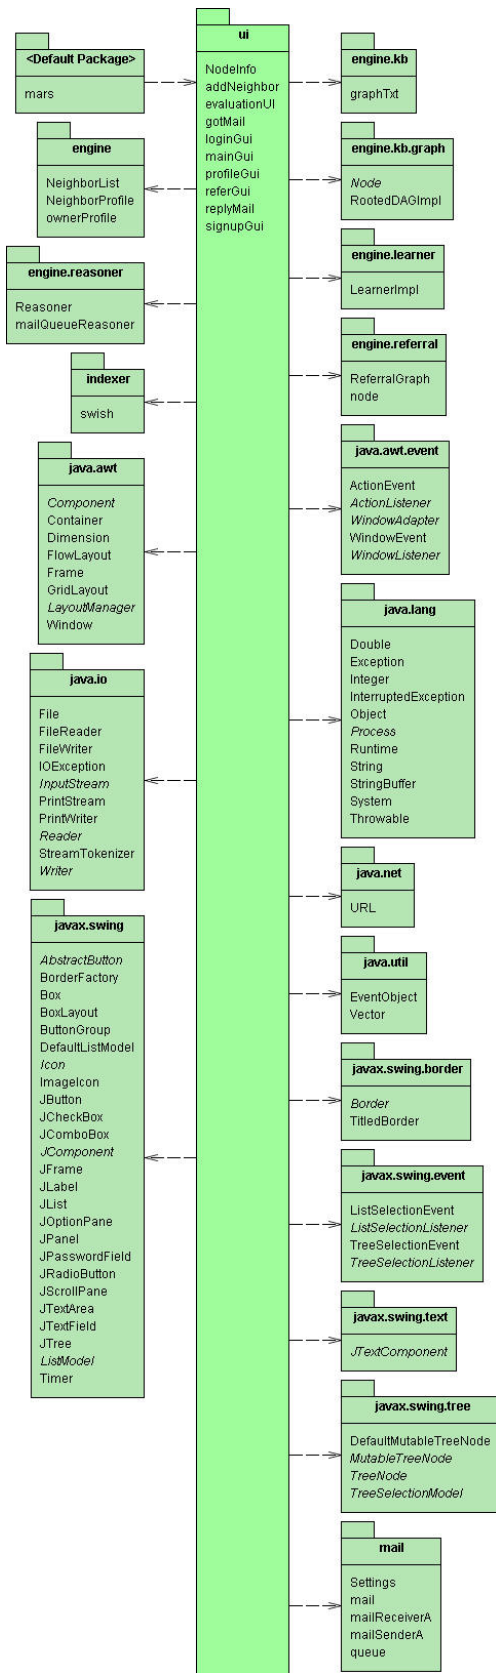 <Default Package>
mars
engine
NeighborList
NeighborProfile
ownerProfile
engine.reasoner
Reasoner
mailQueueReasoner
indexer
swish
java.awt
Component
Container
Dimension
FlowLayout
Frame
GridLayout
LayoutManager
Window
java.io
File
FileReader
FileWriter
IOException
InputStream
PrintStream
PrintWriter
Reader
StreamTokenizer
Writer
javax.swing
AbstractButton
BorderFactory
Box
BoxLayout
ButtonGroup
DefaultListModel
Icon
ImageIcon
JButton
JCheckBox
JComboBox
JComponent
JFrame
JLabel
JList
JOptionPane
JPanel
JPasswordField
JRadioButton
JScrollPane
JTextArea
JTextField
JTree
ListModel
Timer
ui
NodeInfo
addNeighbor
evaluationUI
gotMail
loginGui
mainGui
profileGui
referGui
replyMail
signupGui
engine.kb
graphTxt
engine.kb.graph
Node
RootedDAGImpl
engine.learner
LearnerImpl
engine.referral
ReferralGraph
node
java.awt.event
ActionEvent
ActionListener
WindowAdapter
WindowEvent
WindowListener
java.lang
Double
Exception
Integer
InterruptedException
Object
Process
Runtime
String
StringBuffer
System
Throwable
java.net
URL
java.util
EventObject
Vector
javax.swing.border
Border
TitledBorder
javax.swing.event
ListSelectionEvent
ListSelectionListener
TreeSelectionEvent
TreeSelectionListener
javax.swing.text
JTextComponent
javax.swing.tree
DefaultMutableTreeNode
MutableTreeNode
TreeNode
TreeSelectionModel
mail
Settings
mail
mailReceiverA
mailSenderA
queue